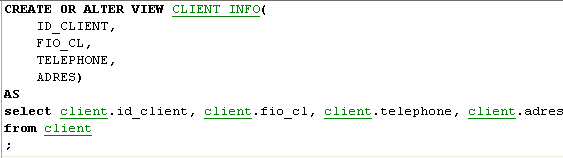 CREATE OR ALTER VIEW CLIENT_INFO(
ID_CLIENT,
FIO_CL,
TELEPHONE,
ADRES)
AS
select client.id_client, client.fio_cl, client.telephone, client.adres
from client
;